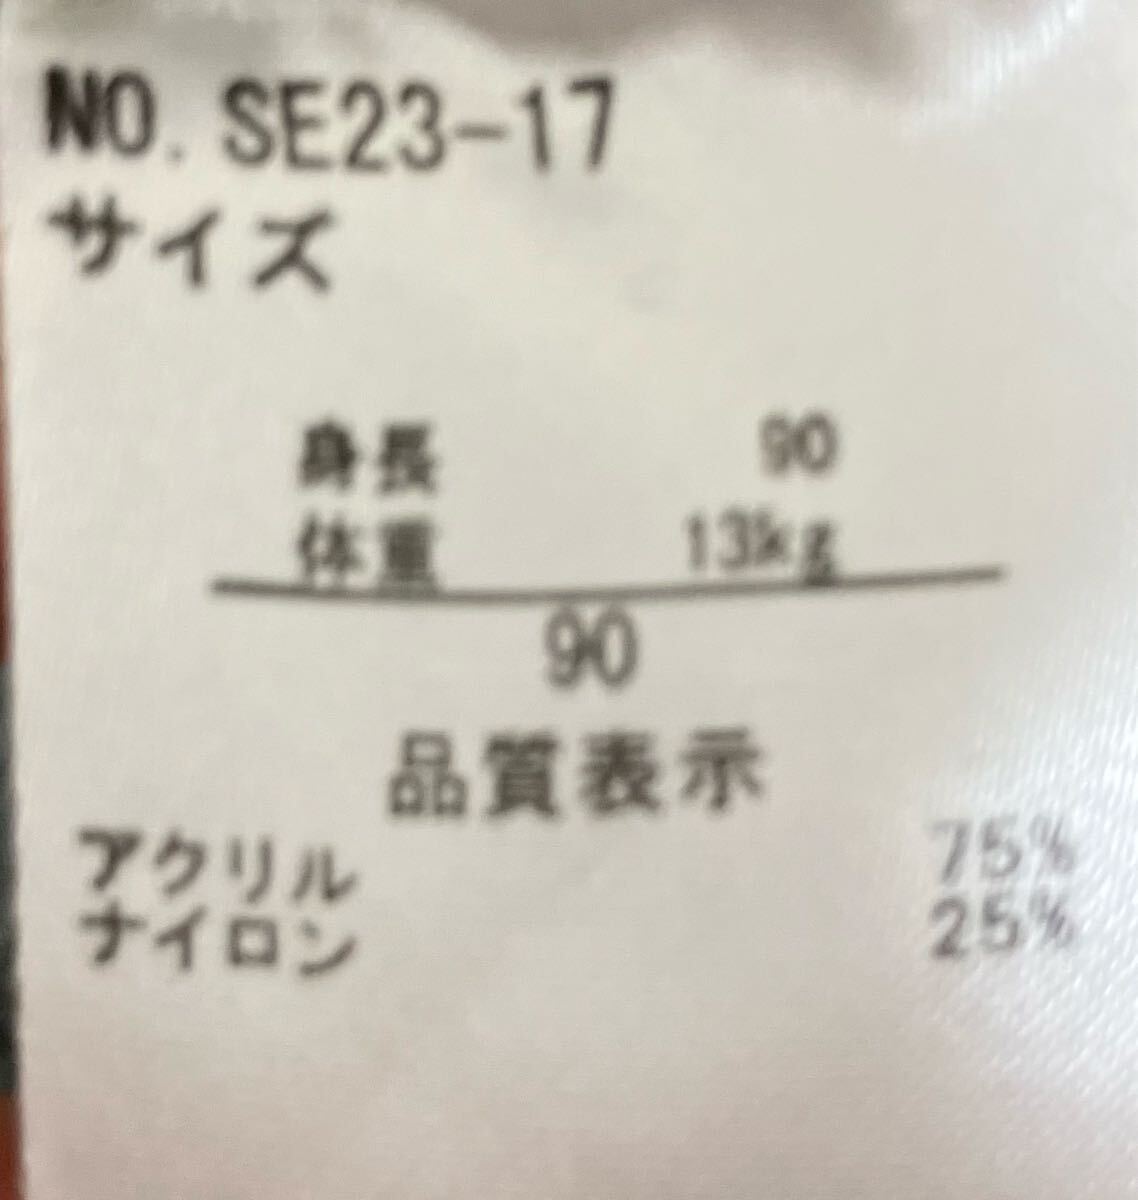 NO. SE23-17
サイズ
身長 90
体重 13kg
90
品質表示
アクリル 75%
ナイロン 25%